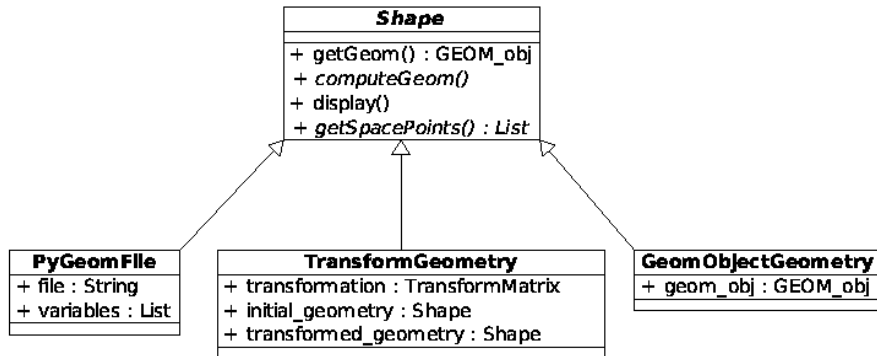 Shape
+ getGeom() : GEOM_obj
+ computeGeom()
+ display()
+ getSpacePoints() : List
PyGeomFile
+ file : String
+ variables : List
TransformGeometry
+ transformation : TransformMatrix
+ initial_geometry : Shape
+ transformed_geometry : Shape
GeomObjectGeometry
+ geom_obj : GEOM_obj